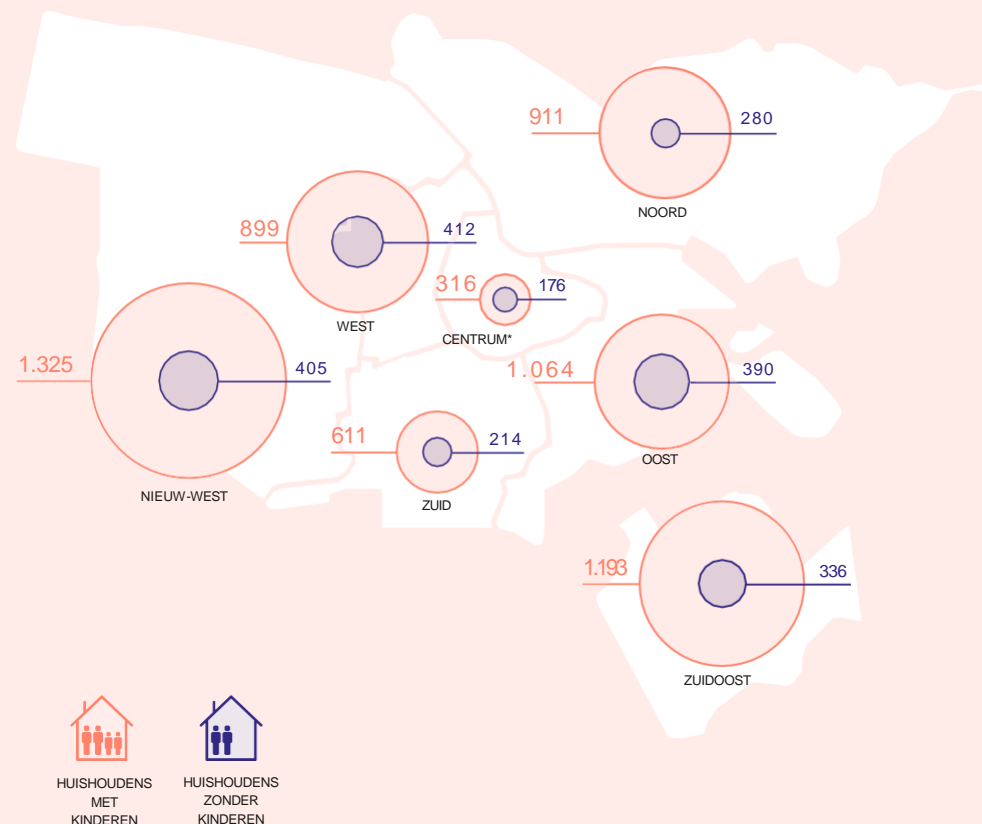 911
280
NOORD
899
412
WEST
316
176
CENTRUM*
1.325
405
NIEUW-WEST
1.064
390
OOST
611
214
ZUID
1.193
336
ZUIDOOST
HUISHOUDENS
MET
KINDEREN
HUISHOUDENS
ZONDER
KINDEREN